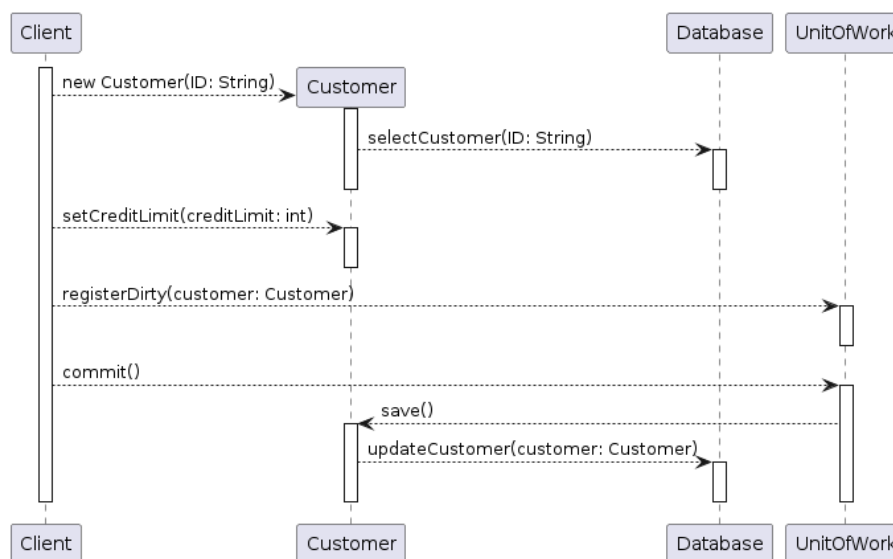 Client
Database
UnitOfWork
new Customer(ID: String)
Customer
selectCustomer(ID: String)
setCreditLimit(creditLimit: int)
registerDirty(customer: Customer)
commit()
save()
updateCustomer(customer: Customer)
Client
Customer
Database
UnitOfWork